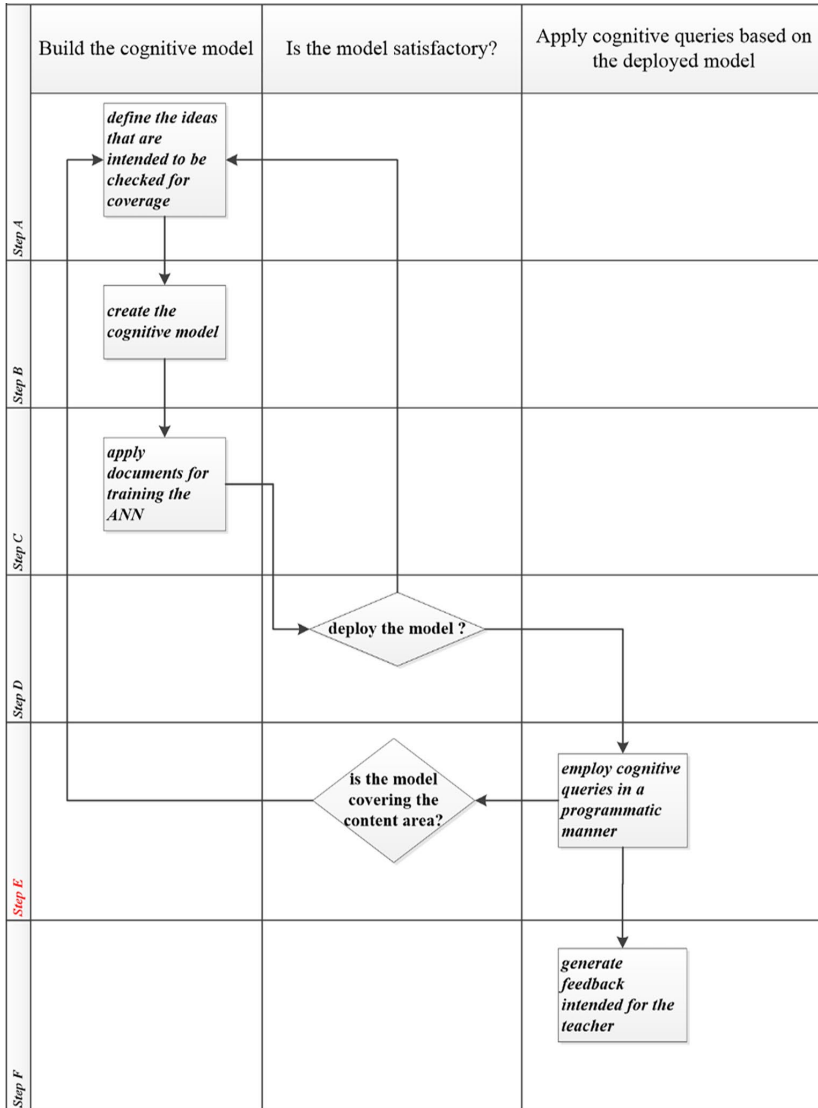 Build the cognitive model
Is the model satisfactory?
Apply cognitive queries based on
the deployed model
Step A
define the ideas
that are
intended to be
checked for
coverage
Step B
create the
cognitive model
Step C
apply
documents for
training the
ANN
Step D
deploy the model ?
Step E
is the model
covering the
content area?
employ cognitive
queries in a
programmatic
manner
Step F
generate
feedback
intended for the
teacher